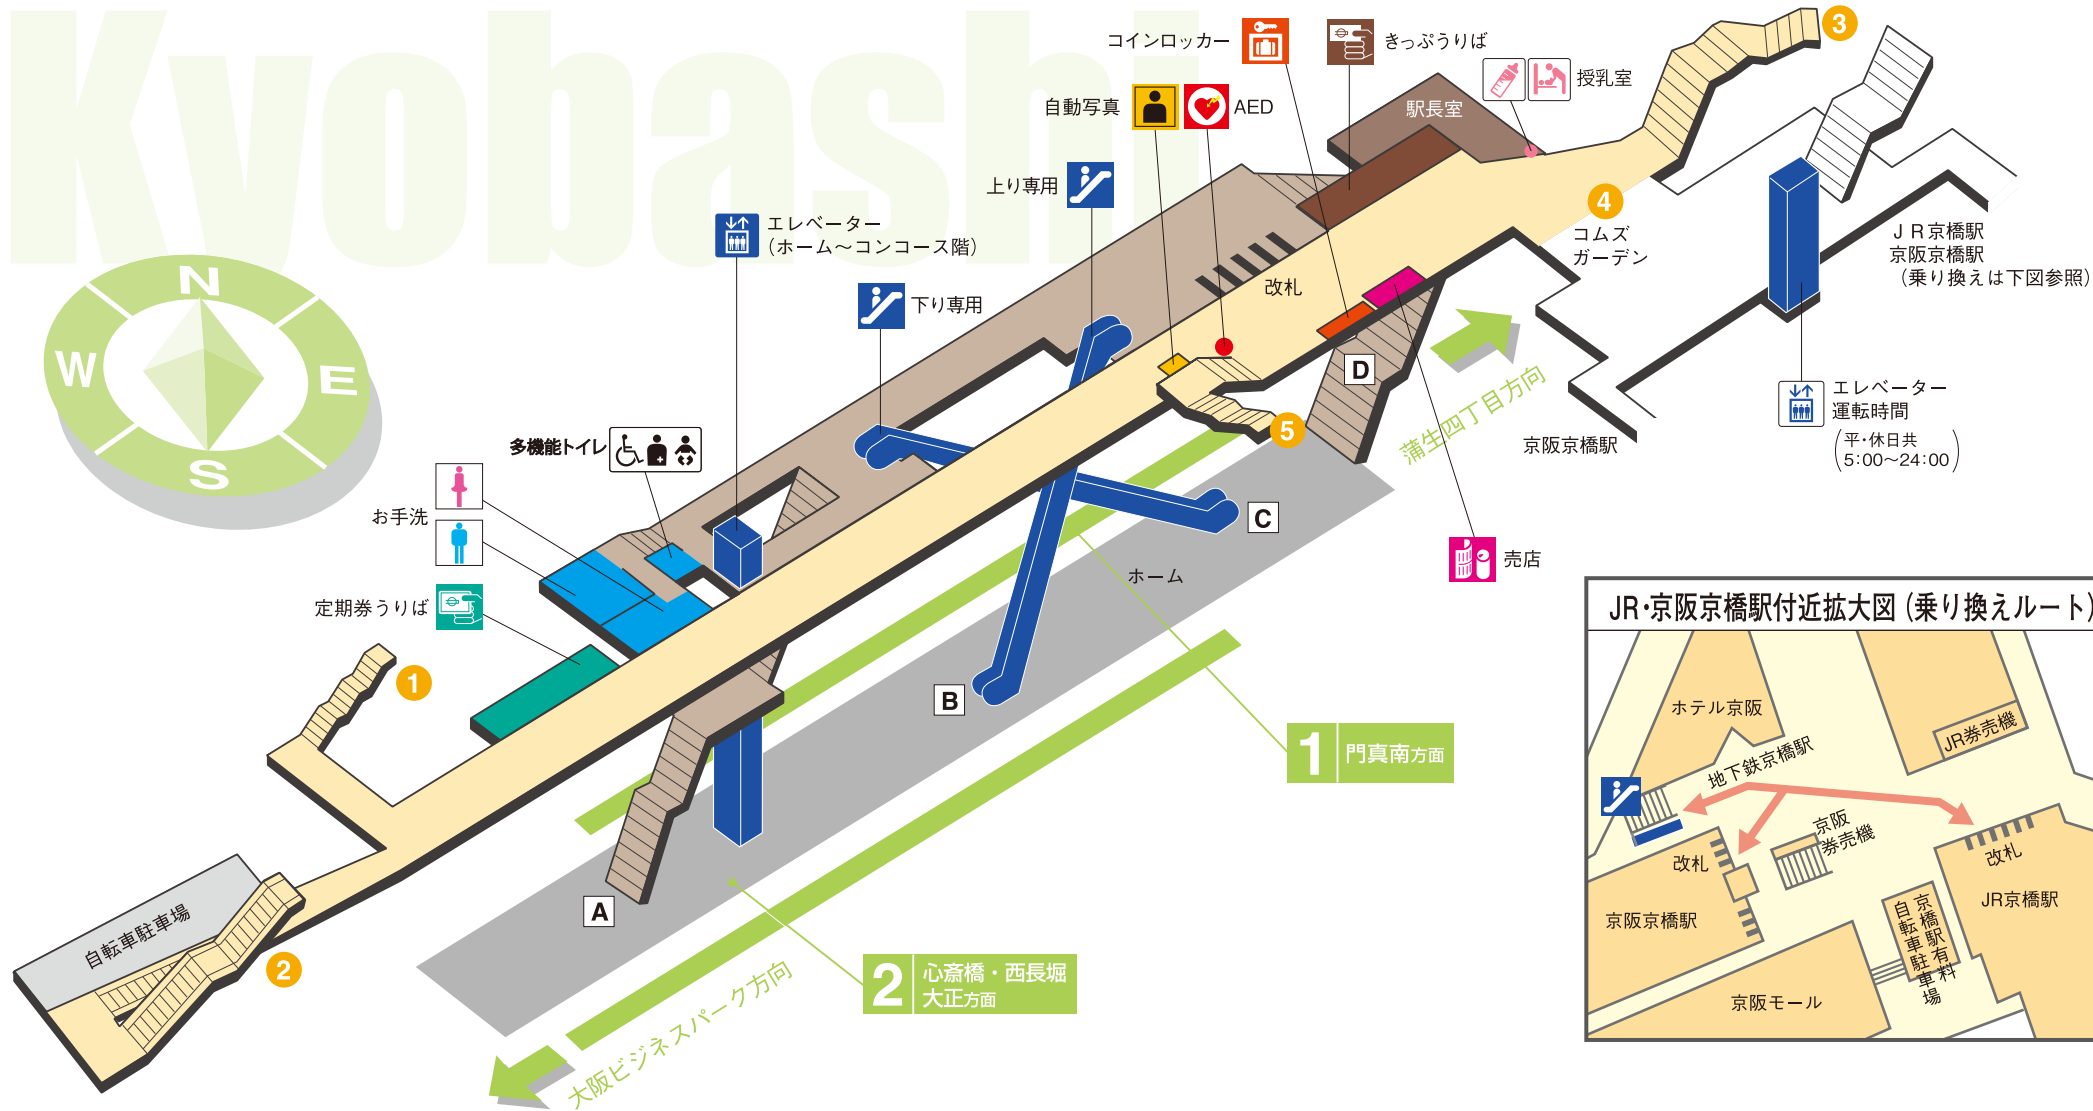 Kyobashi
N
W
E
S
コインロッカー
きっぷうりば
自動写真
AED
駅長室
授乳室
3
上り専用
エレベーター
(ホーム〜コンコース階)
下り専用
改札
4
コムズ
ガーデン
JR京橋駅
京阪京橋駅
(乗り換えは下図参照)
D
蒲生四丁目方向
京阪京橋駅
エレベーター
運転時間
(平・休日共
5:00〜24:00)
5
多機能トイレ
お手洗
定期券うりば
C
ホーム
売店
1
B
1 門真南方面
A
自転車駐車場
2
2 心斎橋・西長堀
大正方面
大阪ビジネスパーク方向
JR・京阪京橋駅付近拡大図(乗り換えルート)
ホテル京阪
JR券売機
地下鉄京橋駅
京阪
券売機
改札
改札
京阪京橋駅
京橋駅有料
自転車駐車場
JR京橋駅
京阪モール